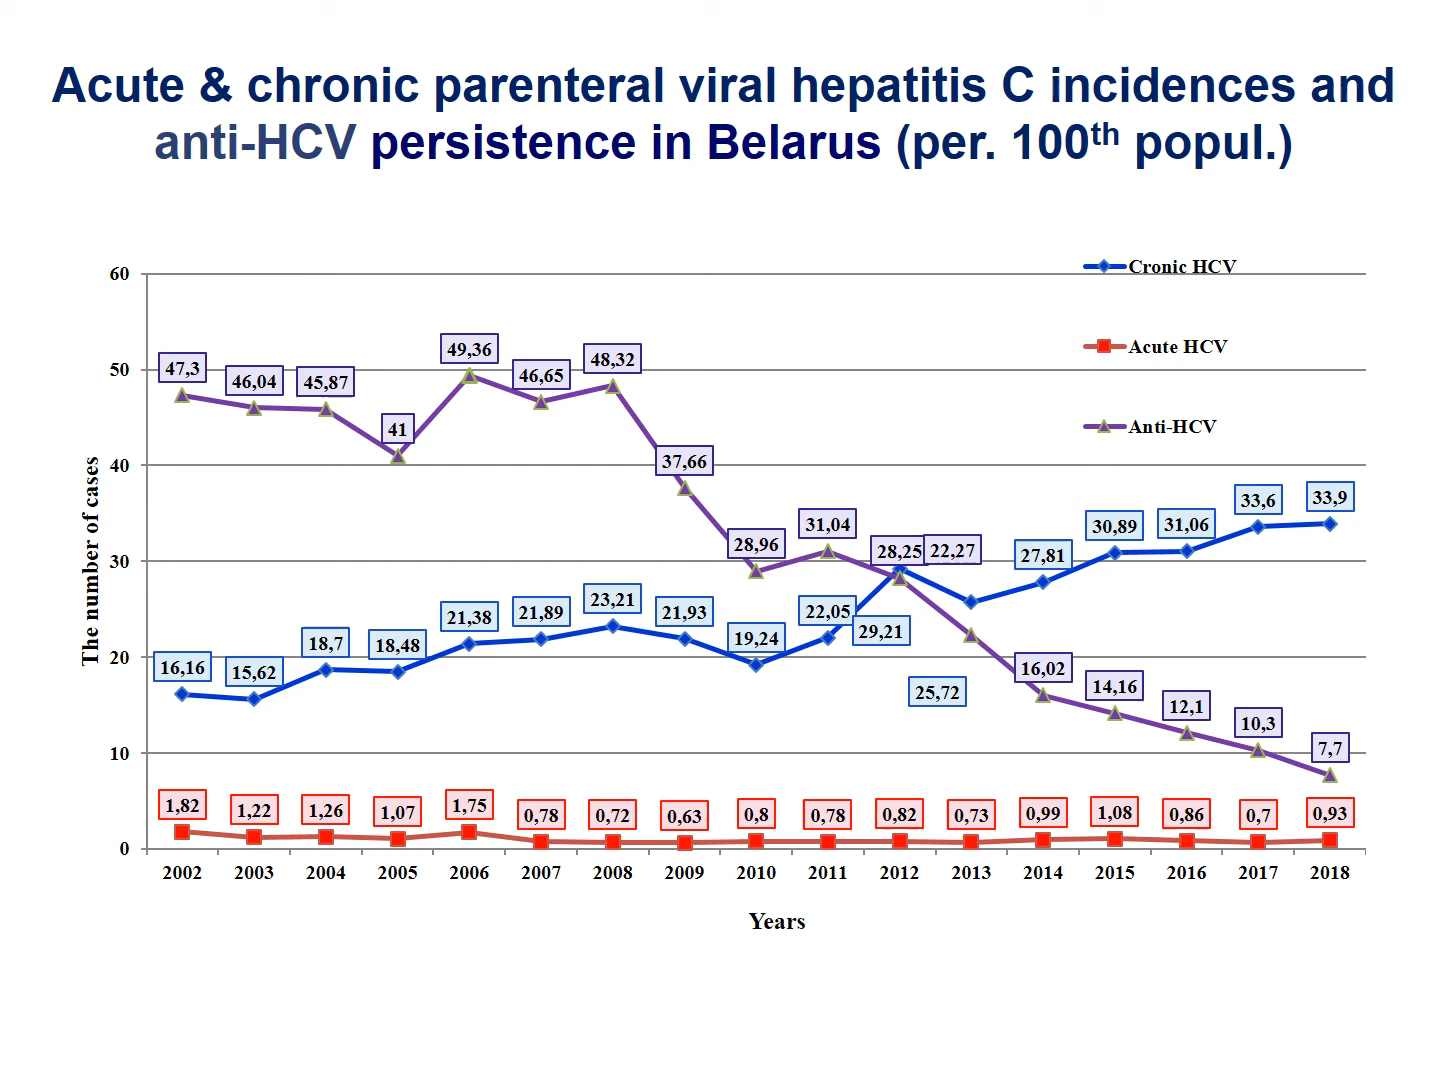 Acute & chronic parenteral viral hepatitis C incidences and
anti-HCV persistence in Belarus (per. 100th popul.)
Cronic HCV
Acute HCV
Anti-HCV
The number of cases
60
50
40
30
20
10
0
47,3 46,04 45,87 41 49,36 46,65 48,32 37,66 28,96 31,04 28,25 22,27 16,02 14,16 12,1 10,3 7,7
16,16 15,62 18,7 18,48 21,38 21,89 23,21 21,93 19,24 22,05 29,21 25,72 27,81 30,89 31,06 33,6 33,9
1,82 1,22 1,26 1,07 1,75 0,78 0,72 0,63 0,8 0,78 0,82 0,73 0,99 1,08 0,86 0,7 0,93
2002 2003 2004 2005 2006 2007 2008 2009 2010 2011 2012 2013 2014 2015 2016 2017 2018
Years